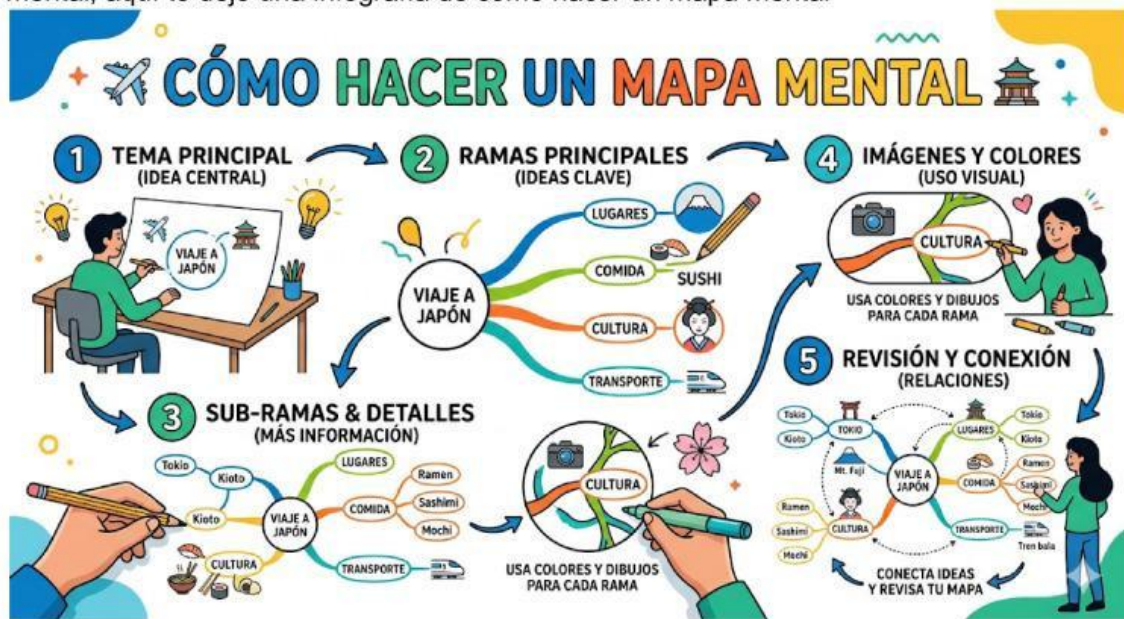 mental, aquí te dejo una infografía de cómo hacer un mapa mental
CÓMO HACER UN MAPA MENTAL
1 TEMA PRINCIPAL
(IDEA CENTRAL)
VIAJE A
JAPÓN
2 RAMAS PRINCIPALES
(IDEAS CLAVE)
VIAJE A
JAPÓN
LUGARES
COMIDA
SUSHI
CULTURA
TRANSPORTE
3 SUB-RAMAS & DETALLES
(MÁS INFORMACIÓN)
Tokio
Kioto
Kioto
VIAJE A
JAPÓN
LUGARES
COMIDA
Ramen
Sashimi
Mochi
CULTURA
TRANSPORTE
CULTURA
USA COLORES Y DIBUJOS
PARA CADA RAMA
4 IMÁGENES Y COLORES
(USO VISUAL)
CULTURA
USA COLORES Y DIBUJOS
PARA CADA RAMA
5 REVISIÓN Y CONEXIÓN
(RELACIONES)
Tokio
Kioto
TOKIO
Mt. Fuji
VIAJE A
JAPÓN
LUGARES
Tokio
Kioto
COMIDA
Ramen
Sashimi
Mochi
Ramen
Sashimi
Mochi
CULTURA
TRANSPORTE
Tren bala
CONECTA IDEAS
Y REVISA TU MAPA